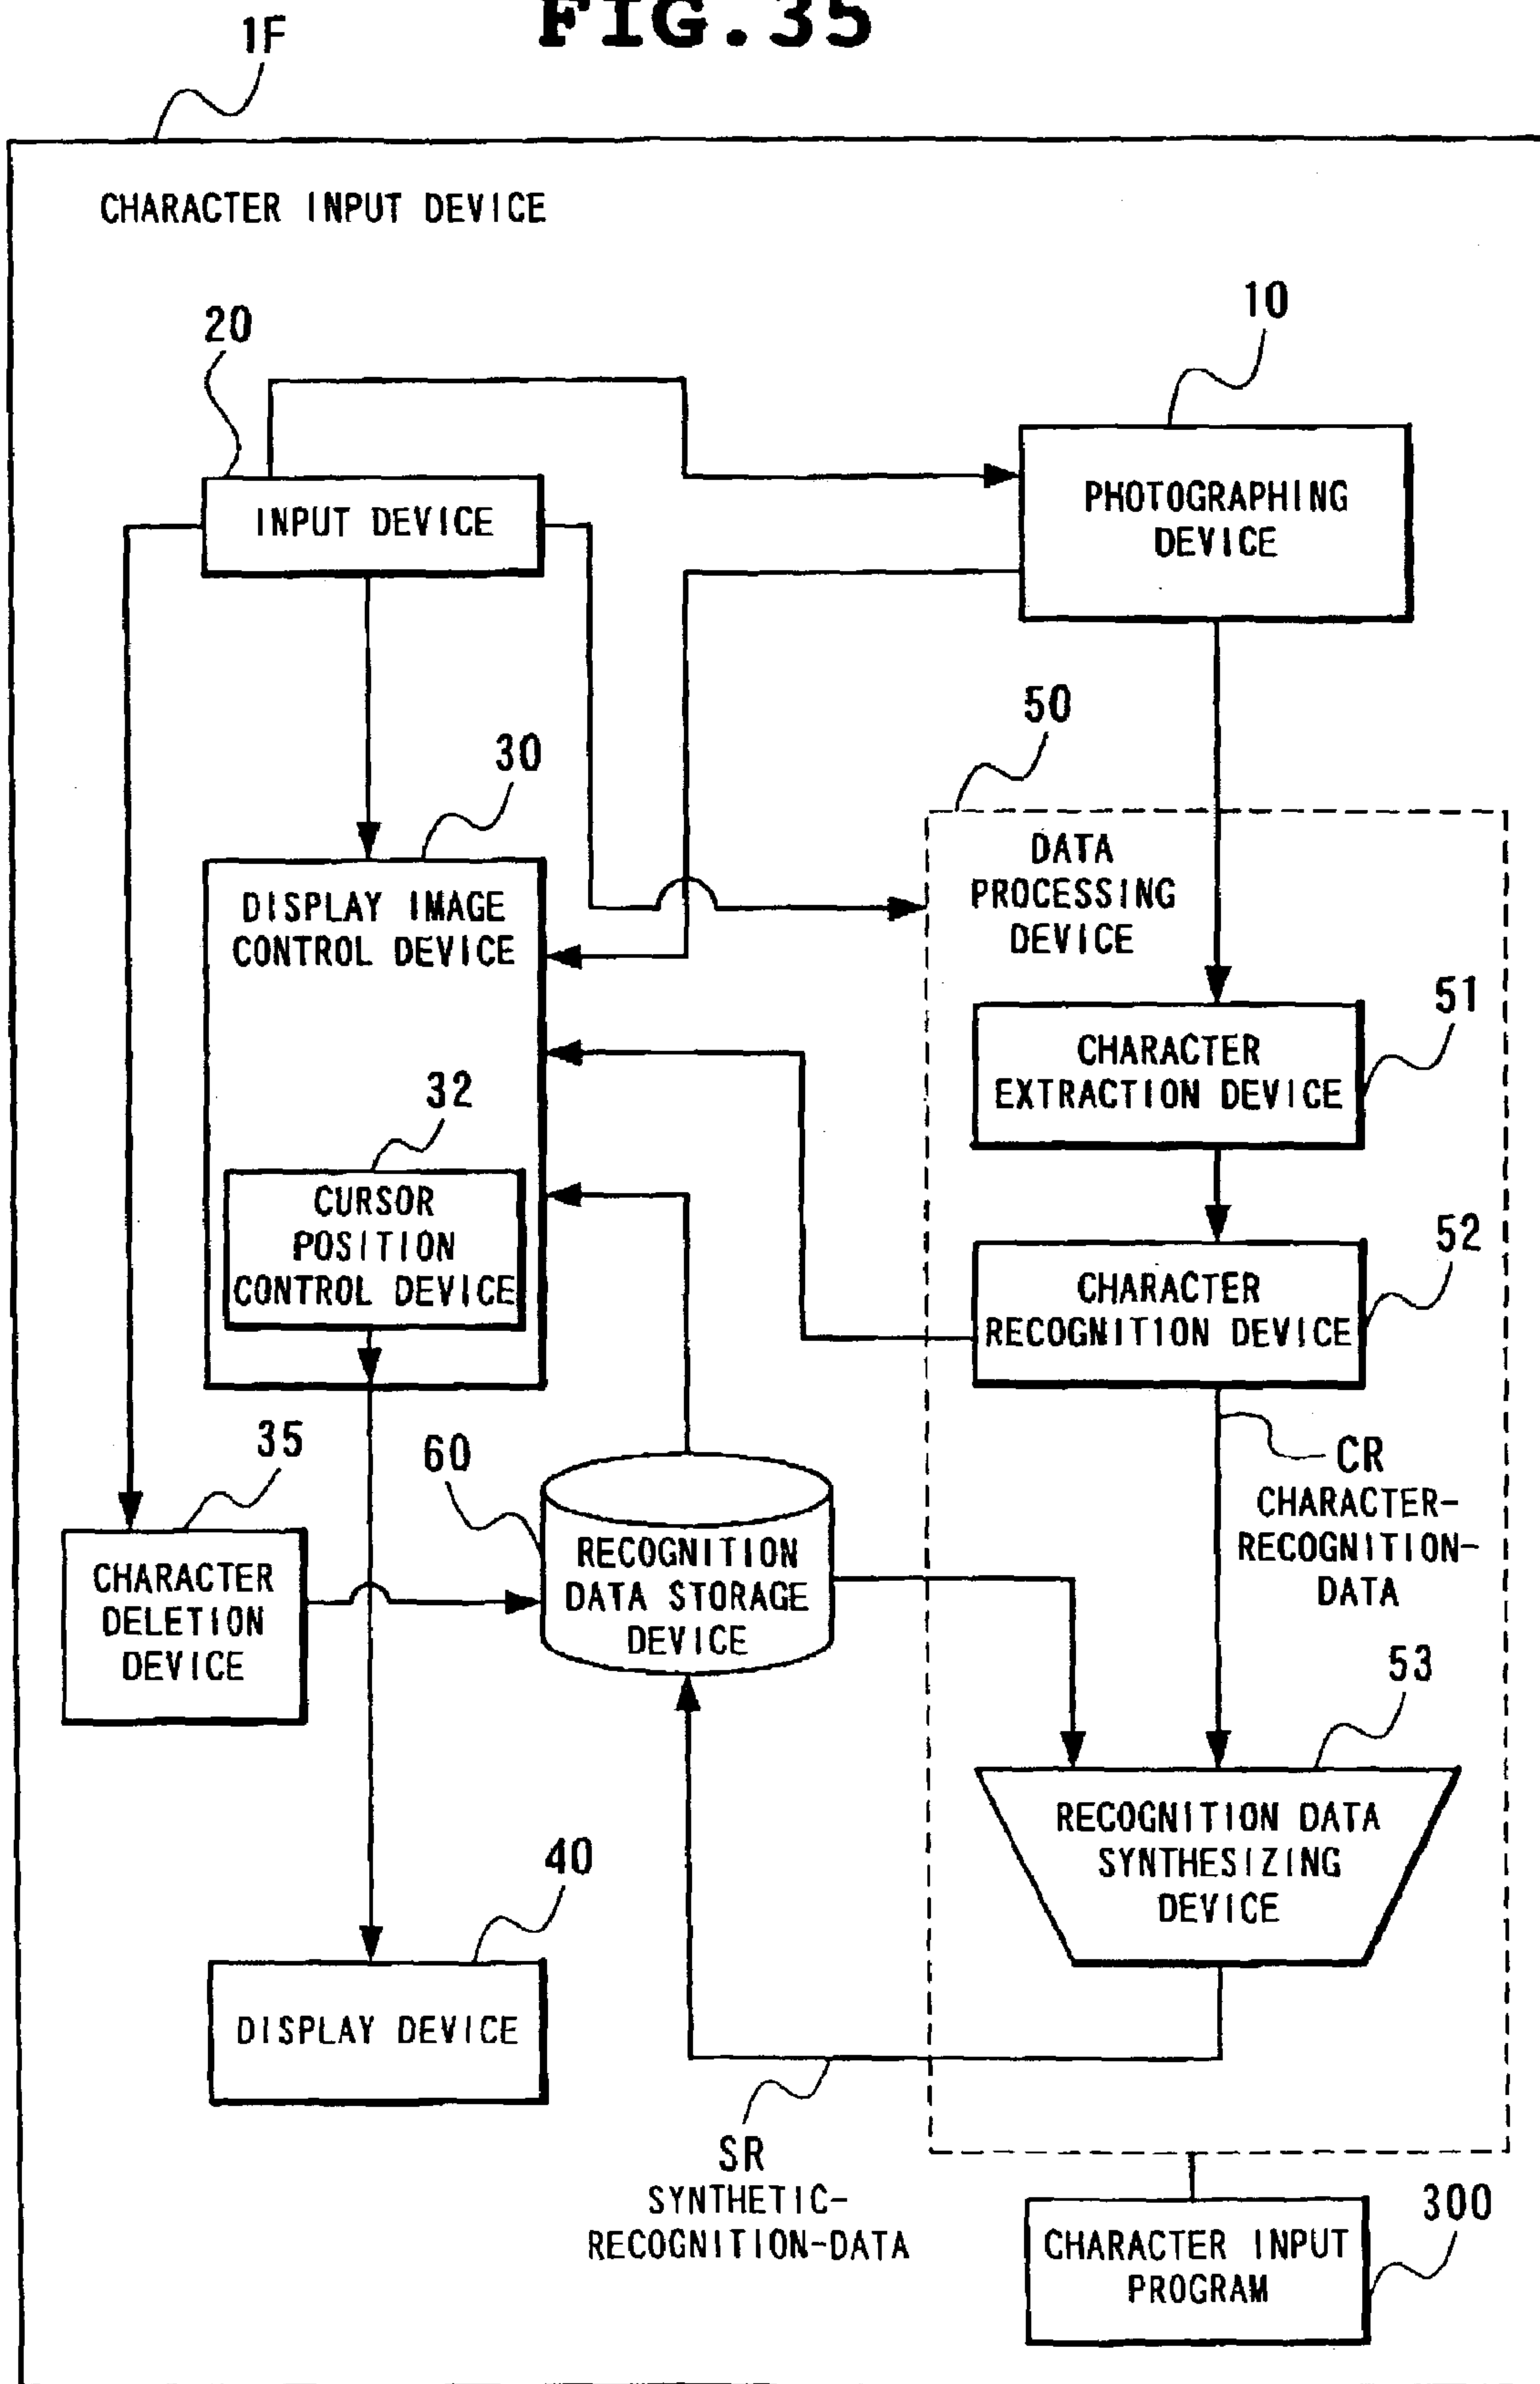 FIG.35
1F
CHARACTER INPUT DEVICE
20
10
INPUT DEVICE
PHOTOGRAPHING
DEVICE
50
30
DATA
PROCESSING
DEVICE
DISPLAY IMAGE
CONTROL DEVICE
51
CHARACTER
EXTRACTION DEVICE
32
CURSOR
POSITION
CONTROL DEVICE
52
CHARACTER
RECOGNITION DEVICE
35
60
CR
CHARACTER-
RECOGNITION-
DATA
CHARACTER
DELETION
DEVICE
RECOGNITION
DATA STORAGE
DEVICE
53
RECOGNITION DATA
SYNTHESIZING
DEVICE
40
DISPLAY DEVICE
SR
SYNTHETIC-
RECOGNITION-DATA
300
CHARACTER INPUT
PROGRAM